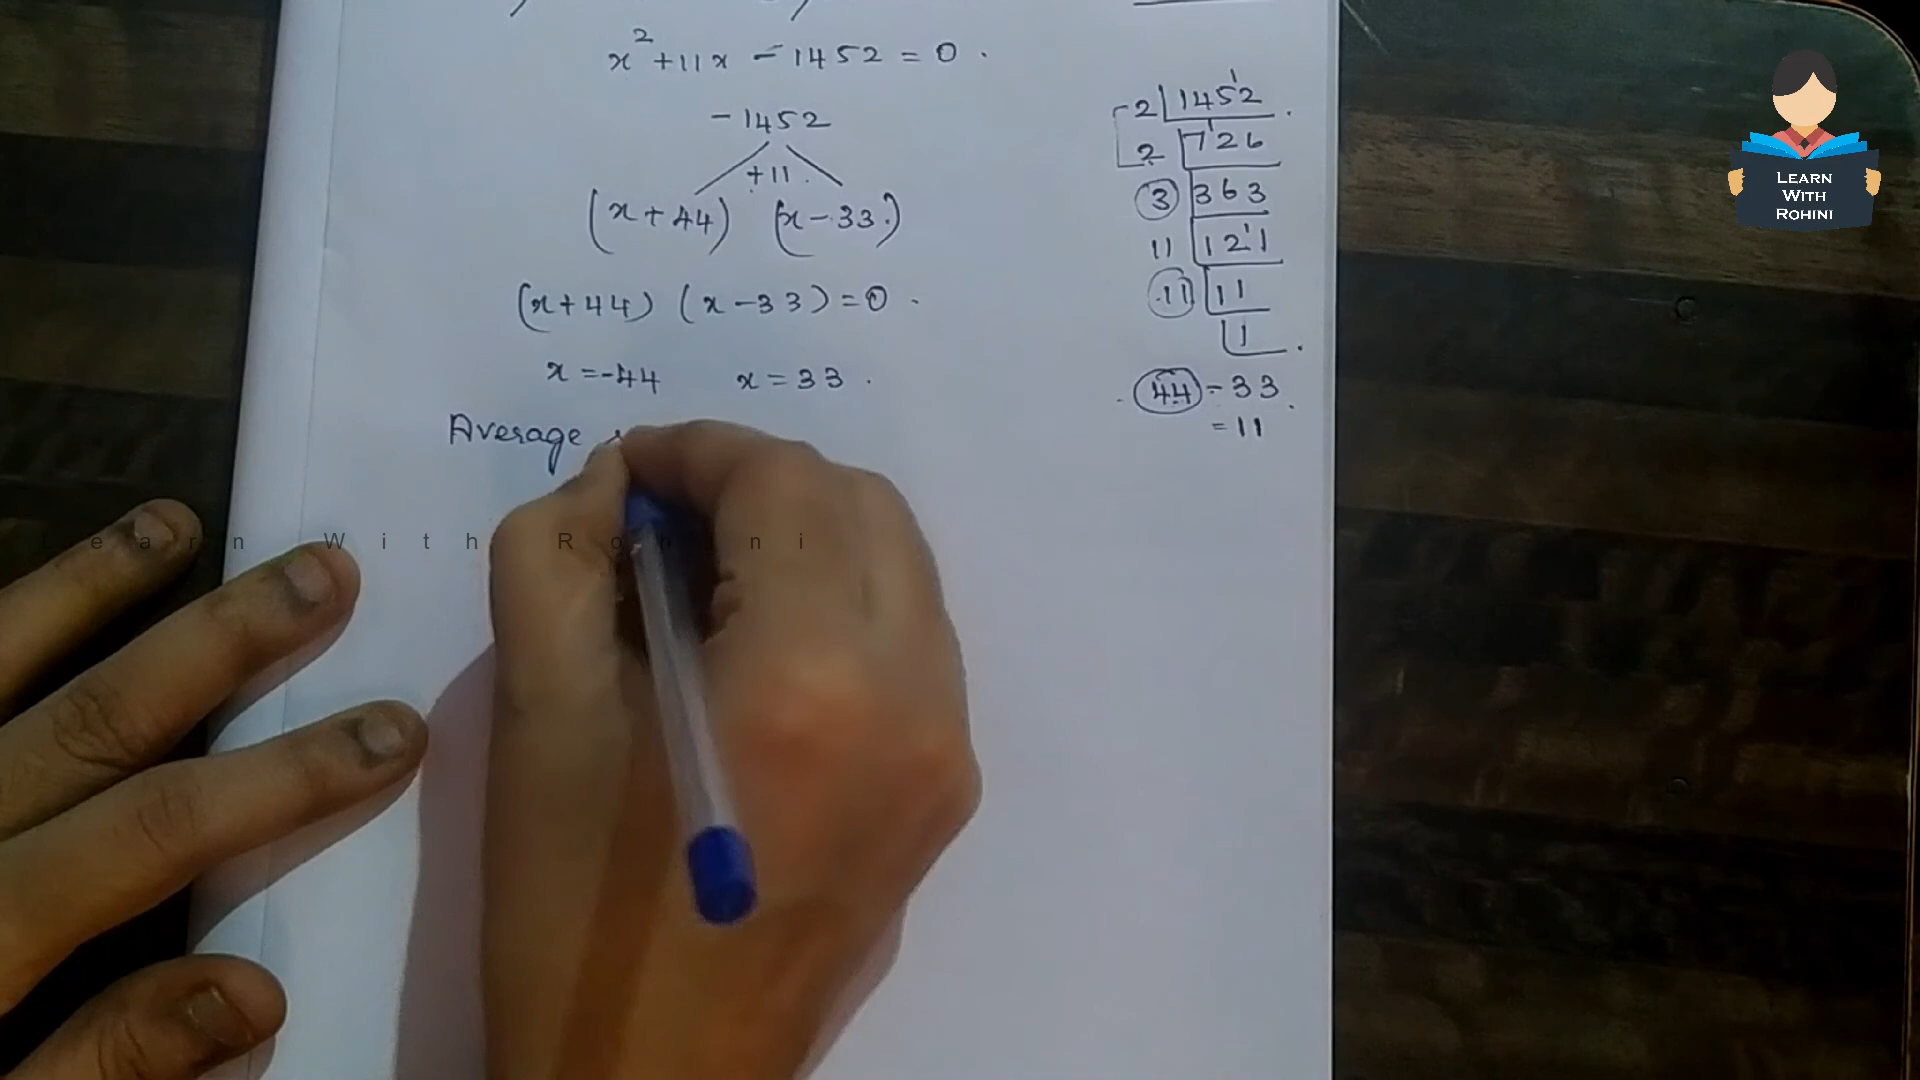 x² + 11x - 1452 = 0 .
- 1452
+11 .
(x + 44) (x - 33)
(x + 44) (x - 33) = 0 .
x = -44 x = 33 .
Average
2 | 1452 .
2 | 726
3 | 363
11 | 121
11 | 11
1 .
44 - 33 .
= 11
LEARN
WITH
ROHINI
Learn With Rohini